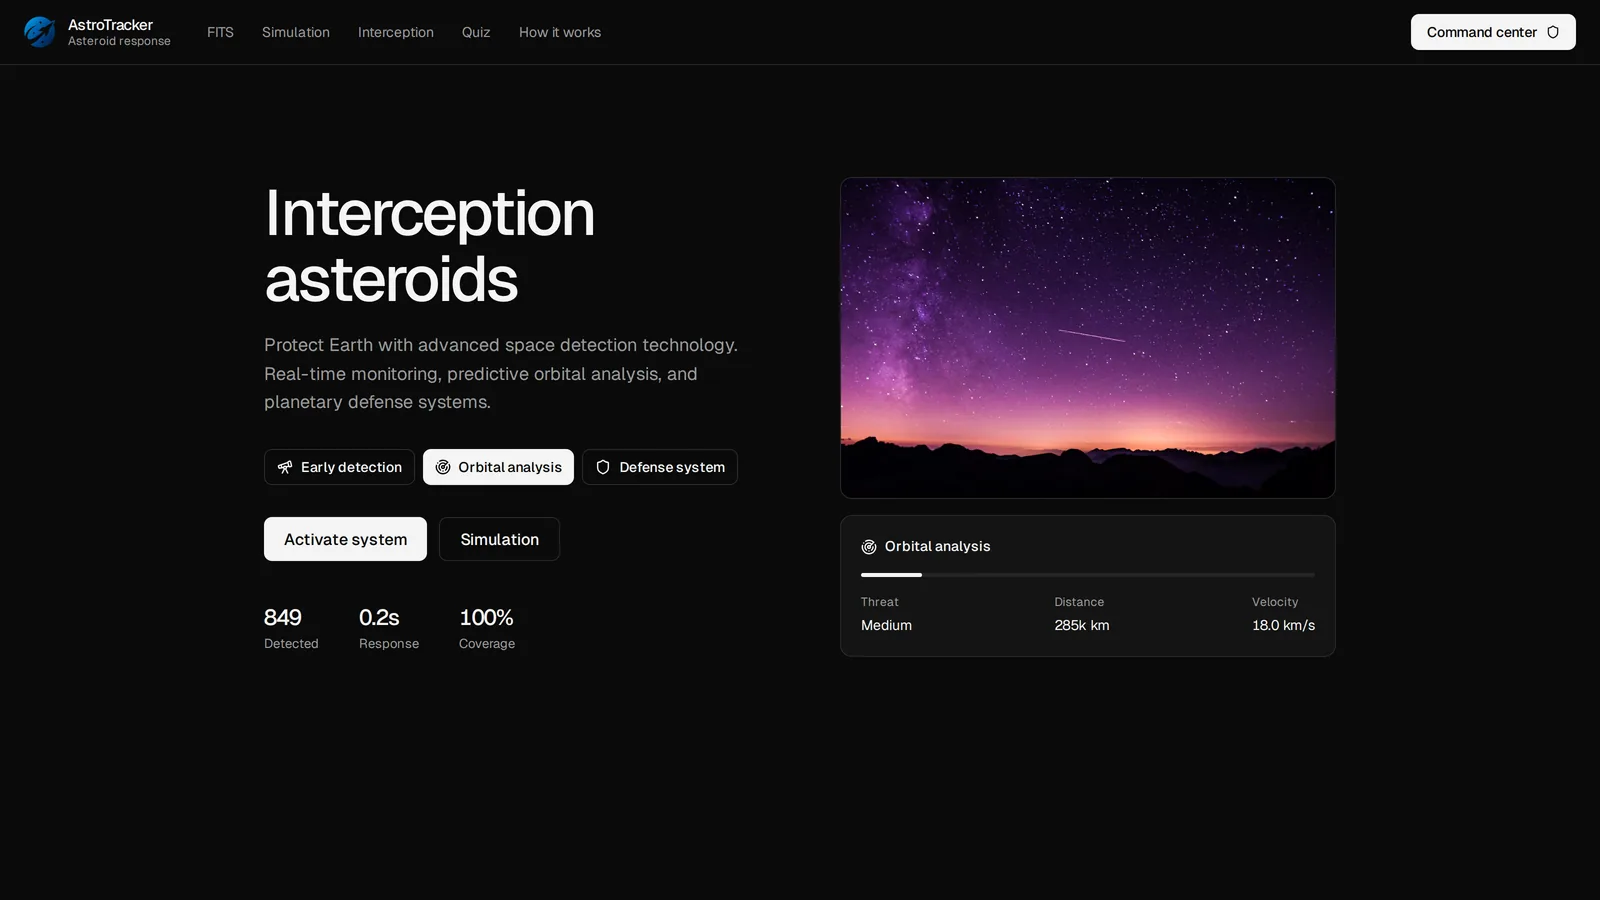 AstroTracker
Asteroid response
FITS
Simulation
Interception
Quiz
How it works
Command center
Interception
asteroids
Protect Earth with advanced space detection technology.
Real-time monitoring, predictive orbital analysis, and
planetary defense systems.
Early detection
Orbital analysis
Defense system
Activate system
Simulation
849
Detected
0.2s
Response
100%
Coverage
Orbital analysis
Threat
Medium
Distance
285k km
Velocity
18.0 km/s